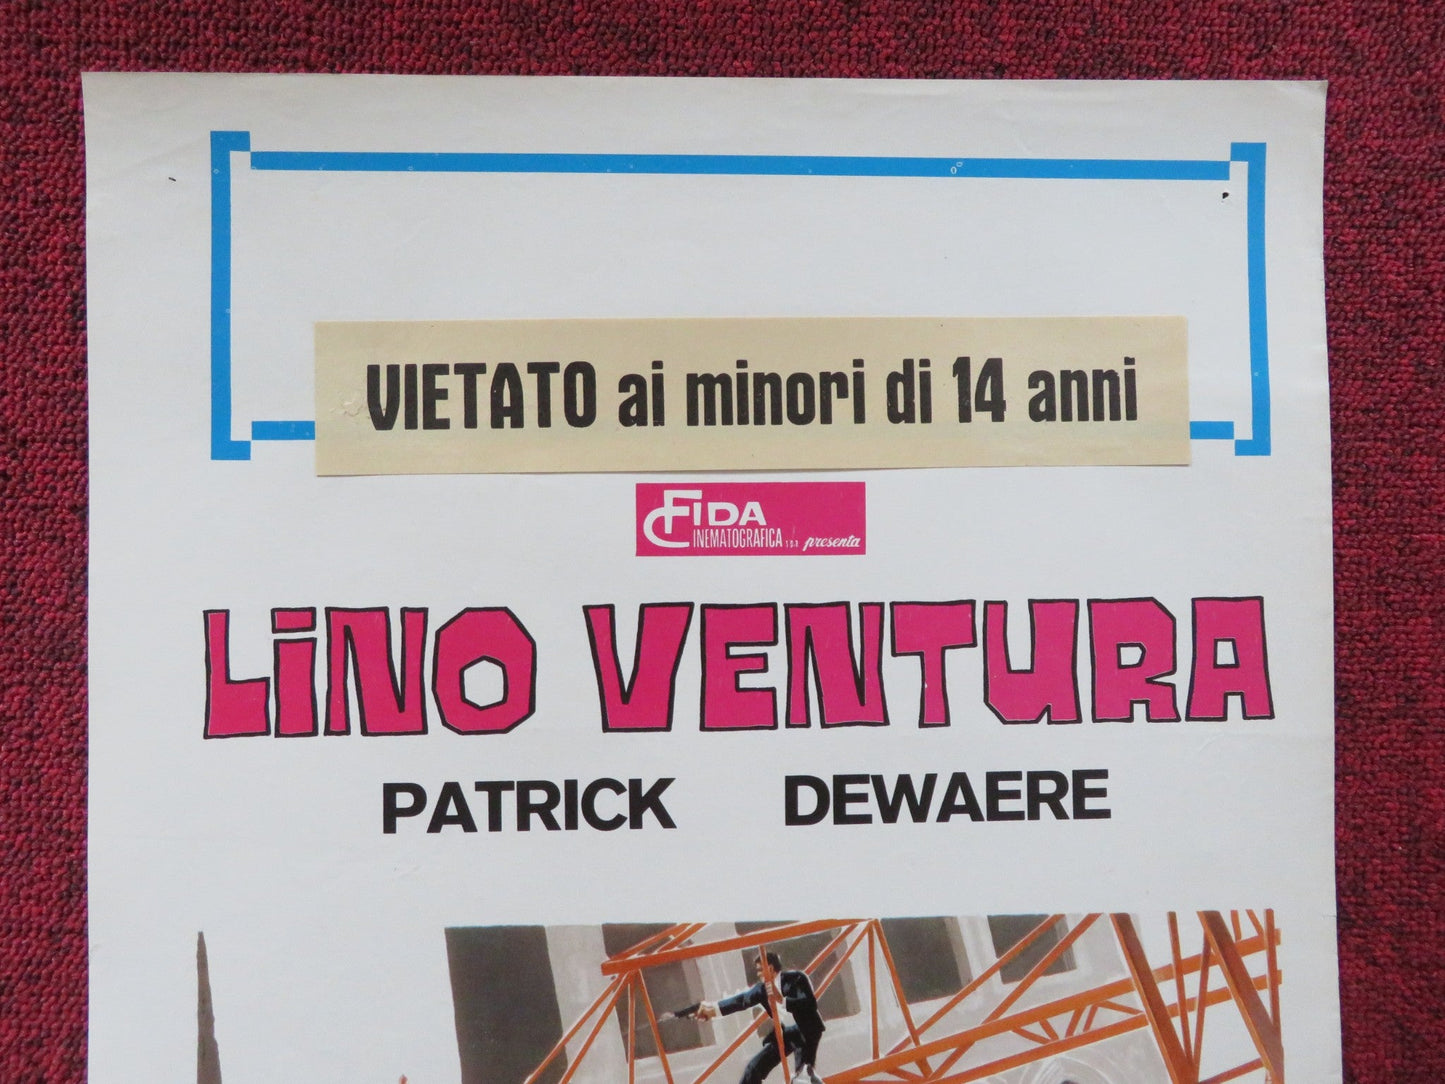 VIETATO ai minori di 14 anni
FIDA
CINEMATOGRAFICA presenta
LiNO VENTURA
PATRICK DEWAERE